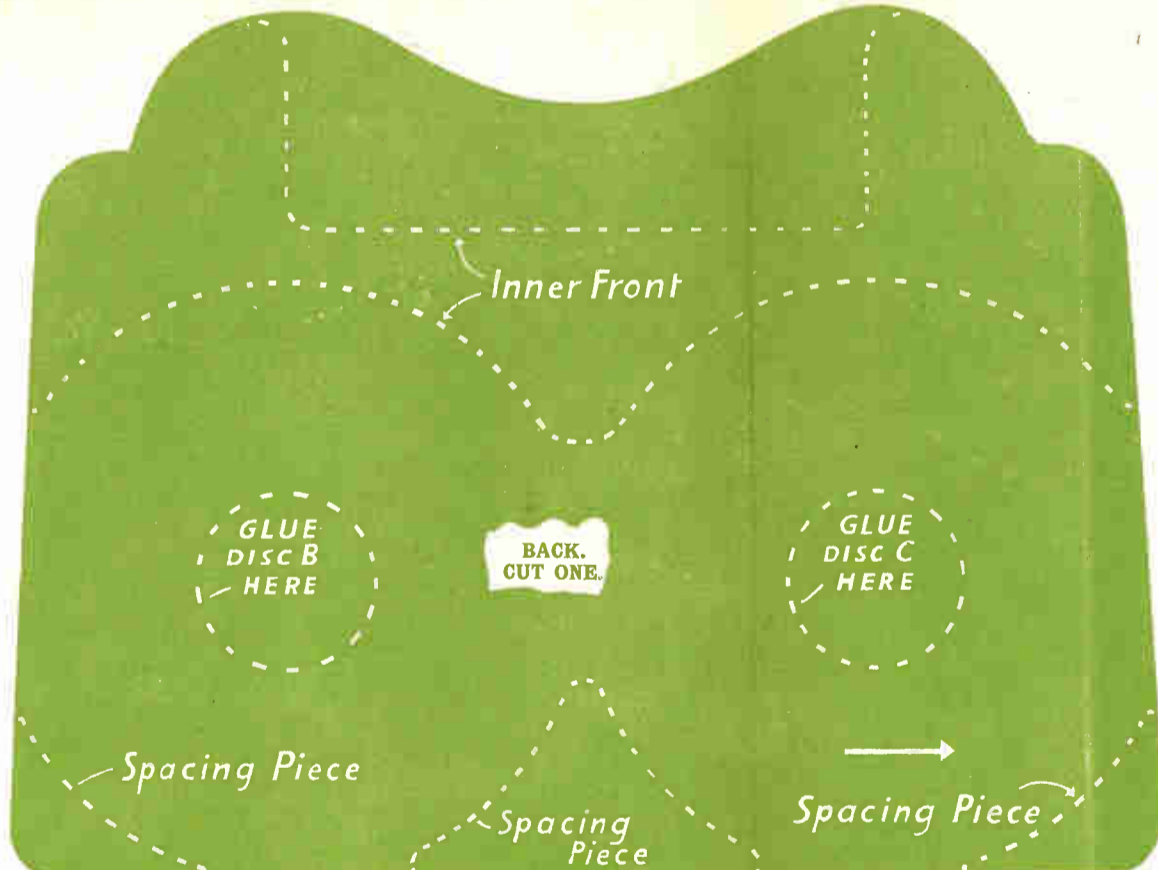 Inner Front
GLUE
DISC B
HERE
BACK.
CUT ONE.
GLUE
DISC C
HERE
Spacing Piece
Spacing Piece
Spacing
Piece